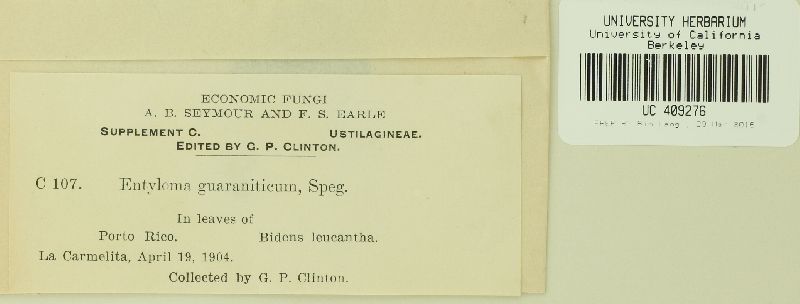 UNIVERSITY HERBARIUM
University of California
Berkeley
UC 409276
ECONOMIC FUNGI
A. B. SEYMOUR AND F. S. EARLE
SUPPLEMENT C. USTILAGINEAE.
EDITED BY G. P. CLINTON.
C 107. Entyloma guaraniticum, Speg.
In leaves of
Porto Rico. Bidens leucantha.
La Carmelita, April 19, 1904.
Collected by G. P. Clinton.